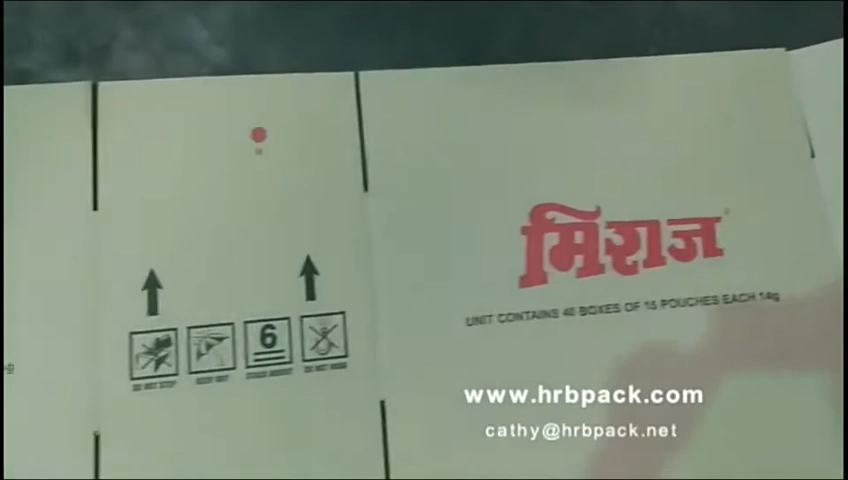 मिराज
UNIT CONTAINS 40 BOXES OF 15 POUCHES EACH 14g
6
www.hrbpack.com
cathy@hrbpack.net